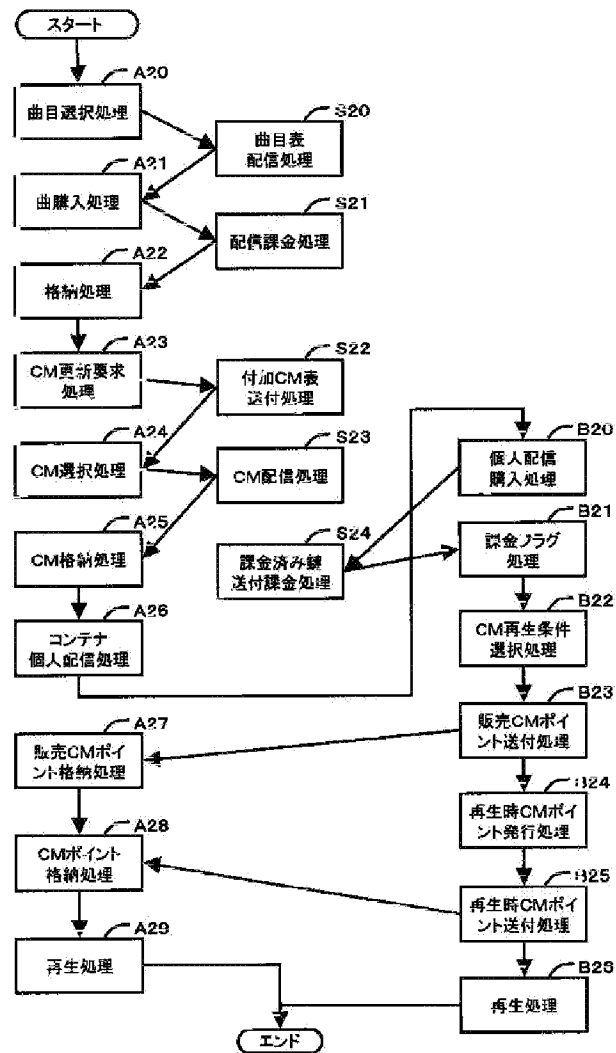 スタート
A20
曲目選択処理
S20
曲目表
配信処理
A21
曲購入処理
S21
配信課金処理
A22
格納処理
A23
CM更新要求
処理
S22
付加CM表
送付処理
A24
CM選択処理
S23
CM配信処理
B20
個人配信
購入処理
A25
CM格納処理
S24
課金済み鍵
送付課金処理
B21
課金フラグ
処理
A26
コンテナ
個人配信処理
B22
CM再生条件
選択処理
A27
販売CMポイ
ント格納処理
B23
販売CMポイ
ント送付処理
B24
再生時CMポイ
ント発行処理
A28
CMポイント
格納処理
B25
再生時CMポイ
ント送付処理
A29
再生処理
B26
再生処理
エンド